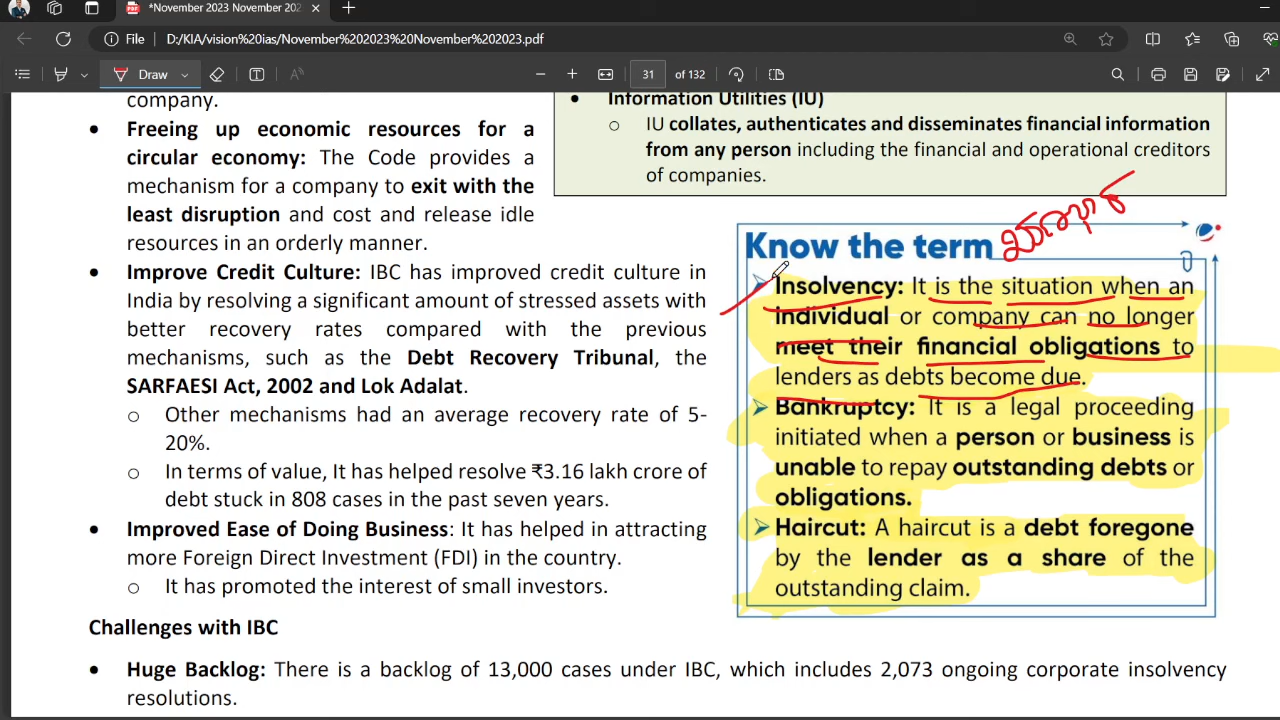 *November 2023 November 202
File
D:/KIA/vision%20ias/November%202023%20November%202023.pdf
Draw
31 of 132
company.
• Freeing up economic resources for a
circular economy: The Code provides a
mechanism for a company to exit with the
least disruption and cost and release idle
resources in an orderly manner.
• Improve Credit Culture: IBC has improved credit culture in
India by resolving a significant amount of stressed assets with
better recovery rates compared with the previous
mechanisms, such as the Debt Recovery Tribunal, the
SARFAESI Act, 2002 and Lok Adalat.
o Other mechanisms had an average recovery rate of 5-
20%.
o In terms of value, It has helped resolve ₹3.16 lakh crore of
debt stuck in 808 cases in the past seven years.
• Improved Ease of Doing Business: It has helped in attracting
more Foreign Direct Investment (FDI) in the country.
o It has promoted the interest of small investors.
• Information Utilities (IU)
o IU collates, authenticates and disseminates financial information
from any person including the financial and operational creditors
of companies.
Know the term
➢ Insolvency: It is the situation when an
individual or company can no longer
meet their financial obligations to
lenders as debts become due.
➢ Bankruptcy: It is a legal proceeding
initiated when a person or business is
unable to repay outstanding debts or
obligations.
➢ Haircut: A haircut is a debt foregone
by the lender as a share of the
outstanding claim.
Challenges with IBC
• Huge Backlog: There is a backlog of 13,000 cases under IBC, which includes 2,073 ongoing corporate insolvency
resolutions.